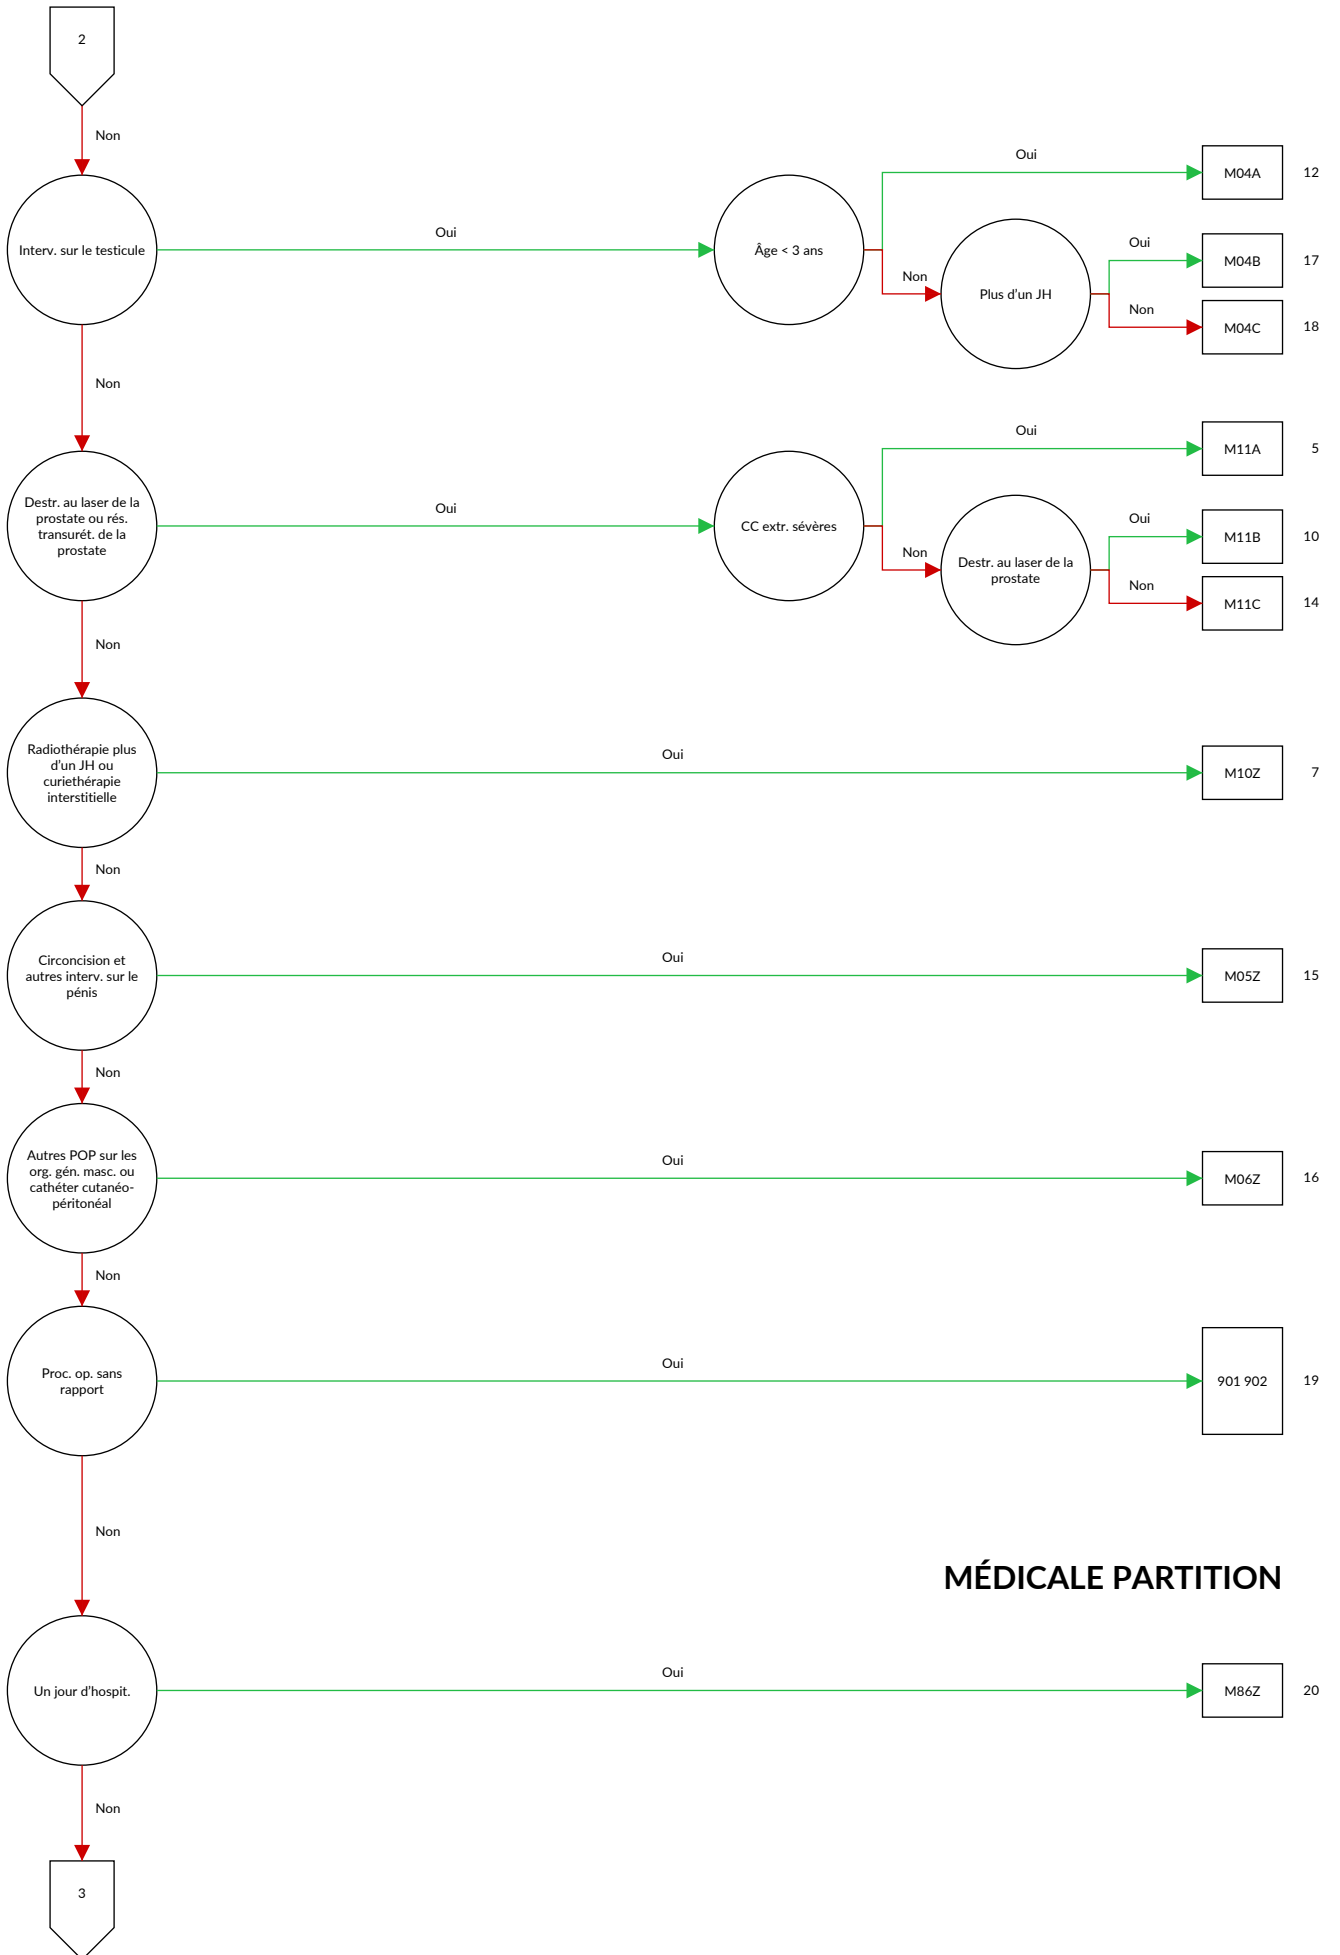 2
Non
Interv. sur le testicule
Oui
Âge < 3 ans
Oui
M04A
12
Non
Plus d'un JH
Oui
M04B
17
Non
M04C
18
Non
Destr. au laser de la
prostate ou rés.
transurét. de la
prostate
Oui
CC extr. sévères
Oui
M11A
5
Non
Destr. au laser de la
prostate
Oui
M11B
10
Non
M11C
14
Non
Radiothérapie plus
d'un JH ou
curiethérapie
interstitielle
Oui
M10Z
7
Non
Circoncision et
autres interv. sur le
pénis
Oui
M05Z
15
Non
Autres POP sur les
org. gén. masc. ou
cathéter cutanéo-
péritonéal
Oui
M06Z
16
Non
Proc. op. sans
rapport
Oui
901 902
19
Non
MÉDICALE PARTITION
Un jour d'hospit.
Oui
M86Z
20
Non
3